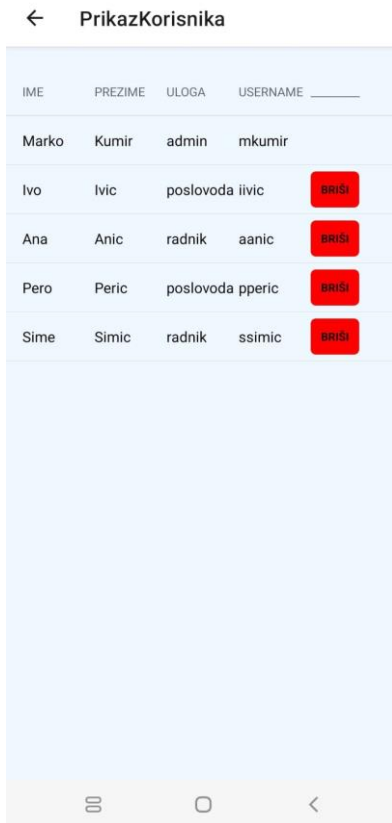 PrikazKorisnika
IME PREZIME ULOGA USERNAME ________
Marko Kumir admin mkumir
Ivo Ivic poslovoda iivic BRIŠI
Ana Anic radnik aanic BRIŠI
Pero Peric poslovoda pperic BRIŠI
Sime Simic radnik ssimic BRIŠI